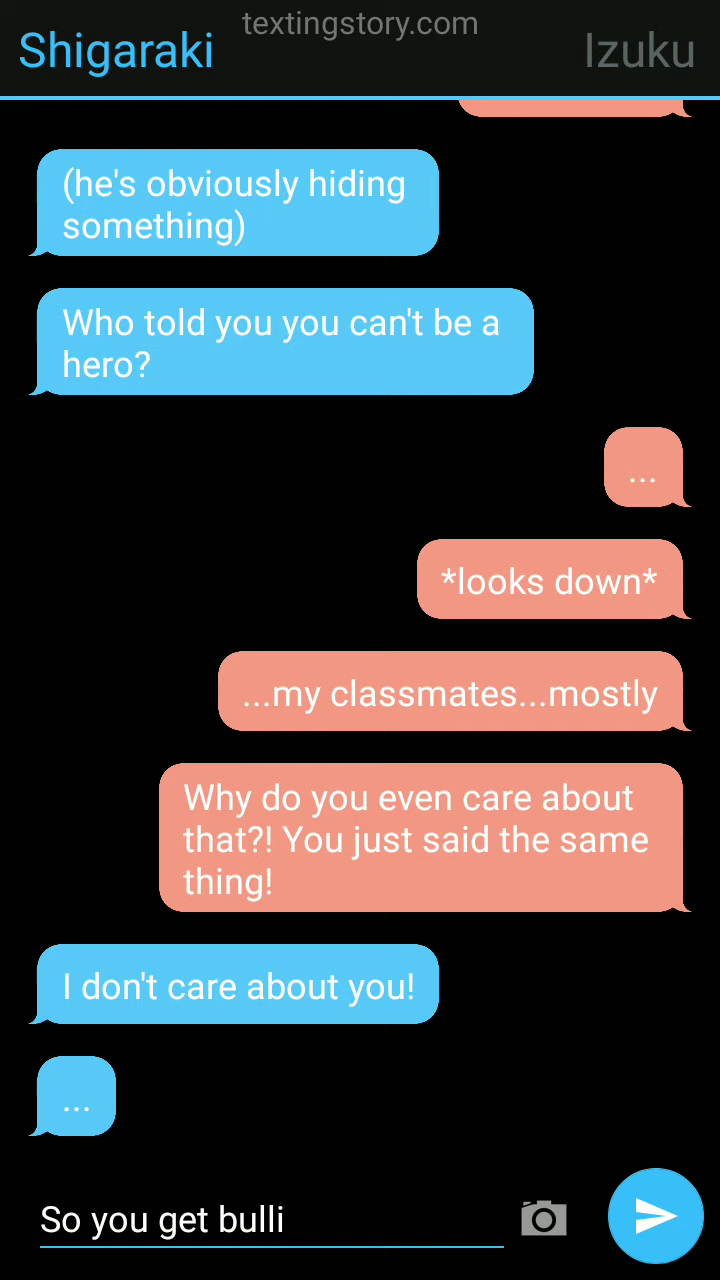 textingstory.com
Shigaraki
Izuku
(he's obviously hiding
something)
Who told you you can't be a
hero?
...
*looks down*
...my classmates...mostly
Why do you even care about
that?! You just said the same
thing!
I don't care about you!
...
So you get bulli